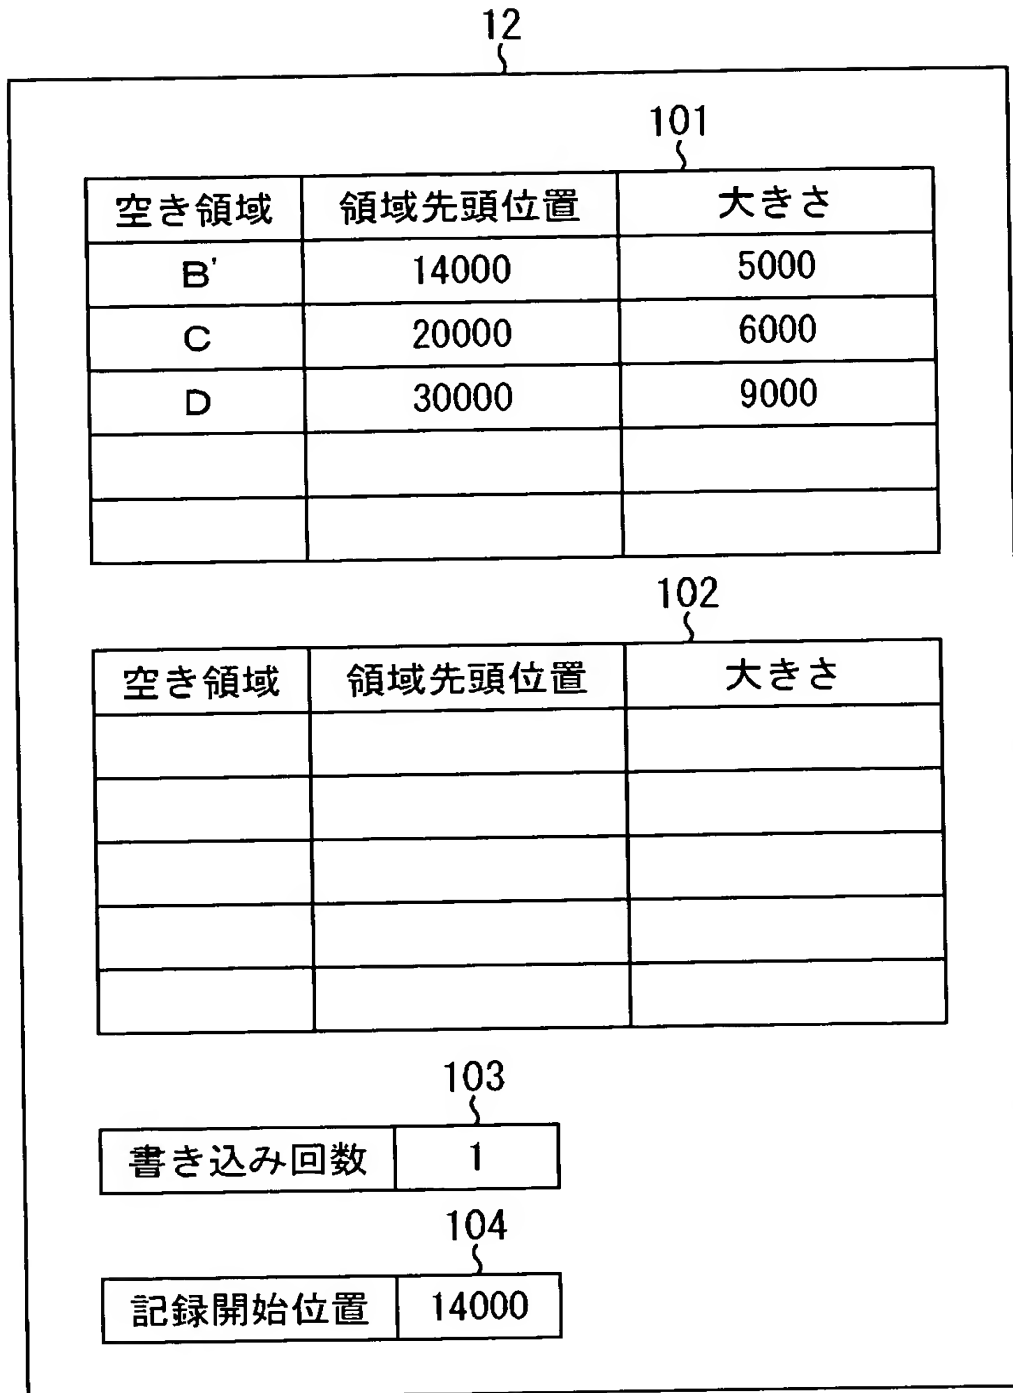 12
101
空き領域 領域先頭位置 大きさ
B' 14000 5000
C 20000 6000
D 30000 9000
102
空き領域 領域先頭位置 大きさ
103
書き込み回数 1
104
記録開始位置 14000